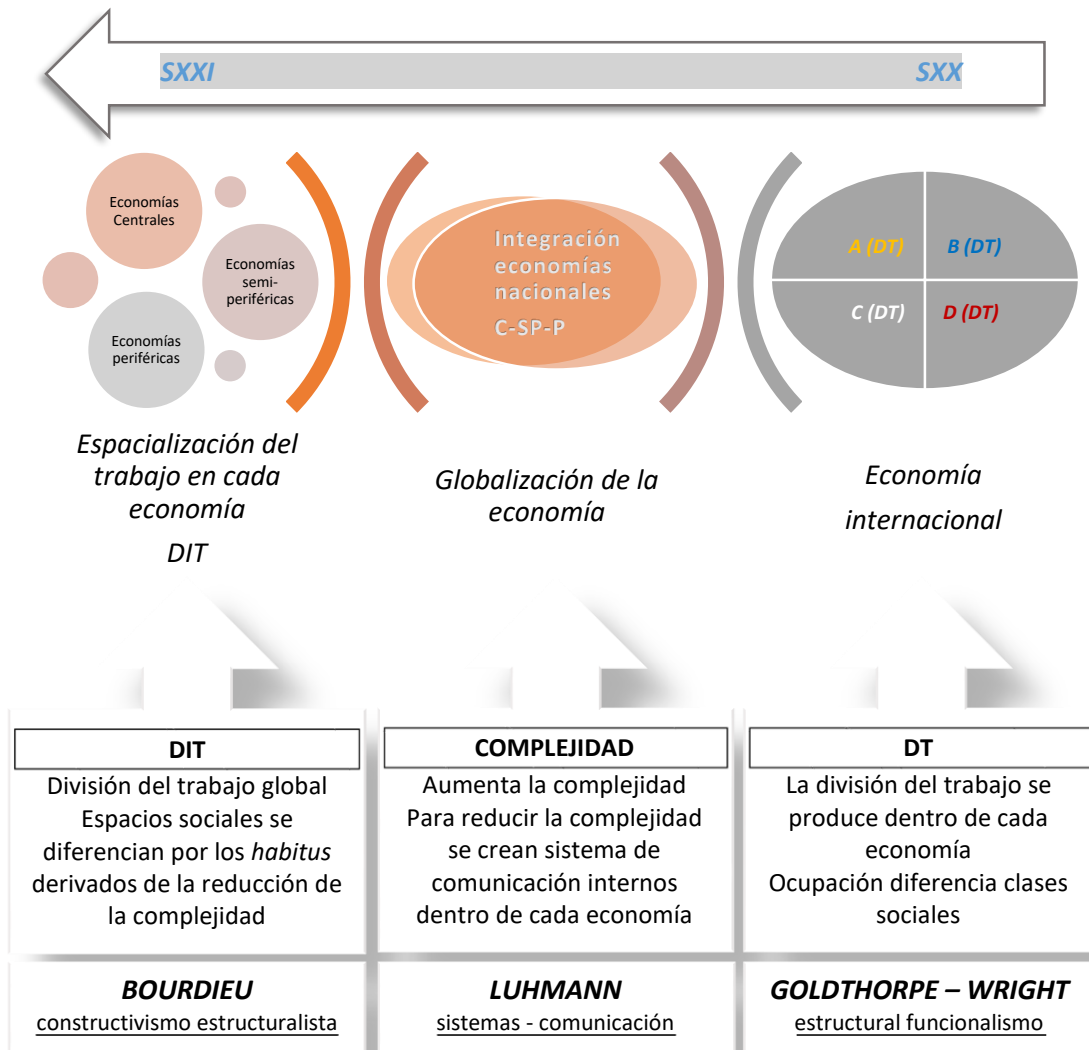 SXXI
SXX
Economías
Centrales
Economías
semi-
periféricas
Economías
periféricas
Integración
economías
nacionales
C-SP-P
A (DT)
B (DT)
C (DT)
D (DT)
Espacialización del
trabajo en cada
economía
DIT
Globalización de la
economía
Economía
internacional
DIT
División del trabajo global
Espacios sociales se
diferencian por los habitus
derivados de la reducción de
la complejidad
COMPLEJIDAD
Aumenta la complejidad
Para reducir la complejidad
se crean sistema de
comunicación internos
dentro de cada economía
DT
La división del trabajo se
produce dentro de cada
economía
Ocupación diferencia clases
sociales
BOURDIEU
constructivismo estructuralista
LUHMANN
sistemas - comunicación
GOLDTHORPE – WRIGHT
estructural funcionalismo